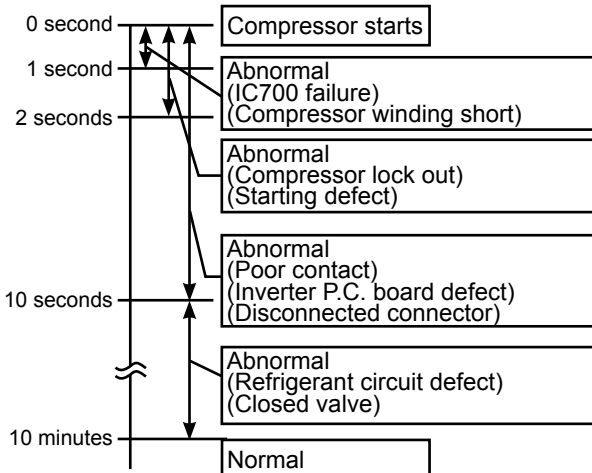 0 second
Compressor starts
1 second
Abnormal
(IC700 failure)
(Compressor winding short)
2 seconds
Abnormal
(Compressor lock out)
(Starting defect)
Abnormal
(Poor contact)
(Inverter P.C. board defect)
(Disconnected connector)
10 seconds
Abnormal
(Refrigerant circuit defect)
(Closed valve)
10 minutes
Normal